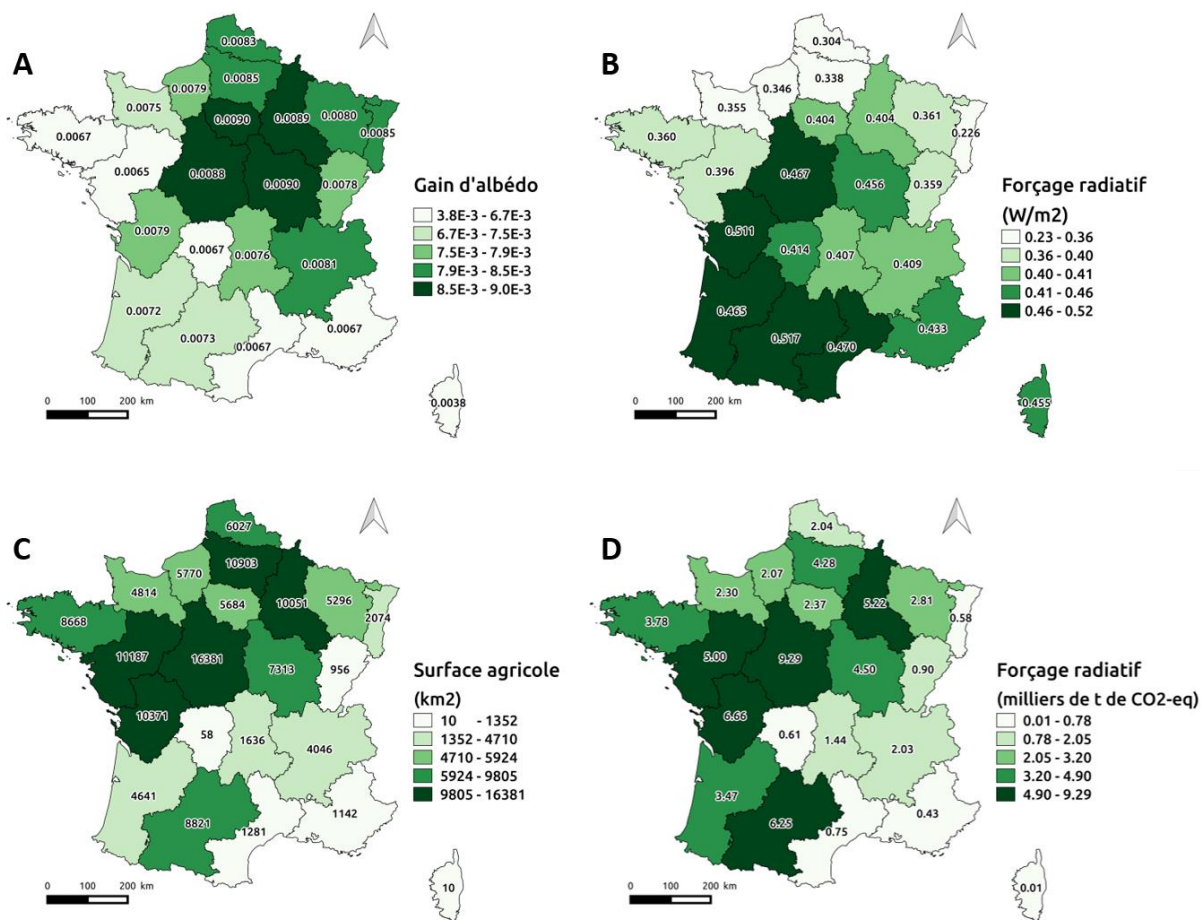 A
0.0083
0.0085
0.0079
0.0075
0.0090
0.0089
0.0080
0.0085
0.0067
0.0065
0.0088
0.0090
0.0078
0.0079
0.0067
0.0076
0.0081
0.0072
0.0073
0.0067
0.0067
0.0038
Gain d'albédo
3.8E-3 - 6.7E-3
6.7E-3 - 7.5E-3
7.5E-3 - 7.9E-3
7.9E-3 - 8.5E-3
8.5E-3 - 9.0E-3
0 100 200 km
B
0.304
0.338
0.346
0.355
0.404
0.404
0.361
0.226
0.360
0.396
0.467
0.456
0.359
0.511
0.414
0.407
0.409
0.465
0.517
0.470
0.433
0.455
Forçage radiatif
(W/m2)
0.23 - 0.36
0.36 - 0.40
0.40 - 0.41
0.41 - 0.46
0.46 - 0.52
0 100 200 km
C
6027
10903
5770
4814
5684
10051
5296
2074
8668
11187
16381
7313
956
10371
58
1636
4046
4641
8821
1281
1142
10
Surface agricole
(km2)
10 - 1352
1352 - 4710
4710 - 5924
5924 - 9805
9805 - 16381
0 100 200 km
D
2.04
4.28
2.07
2.30
2.37
5.22
2.81
0.58
3.78
5.00
9.29
4.50
0.90
6.66
0.61
1.44
2.03
3.47
6.25
0.75
0.43
0.01
Forçage radiatif
(milliers de t de CO2-eq)
0.01 - 0.78
0.78 - 2.05
2.05 - 3.20
3.20 - 4.90
4.90 - 9.29
0 100 200 km